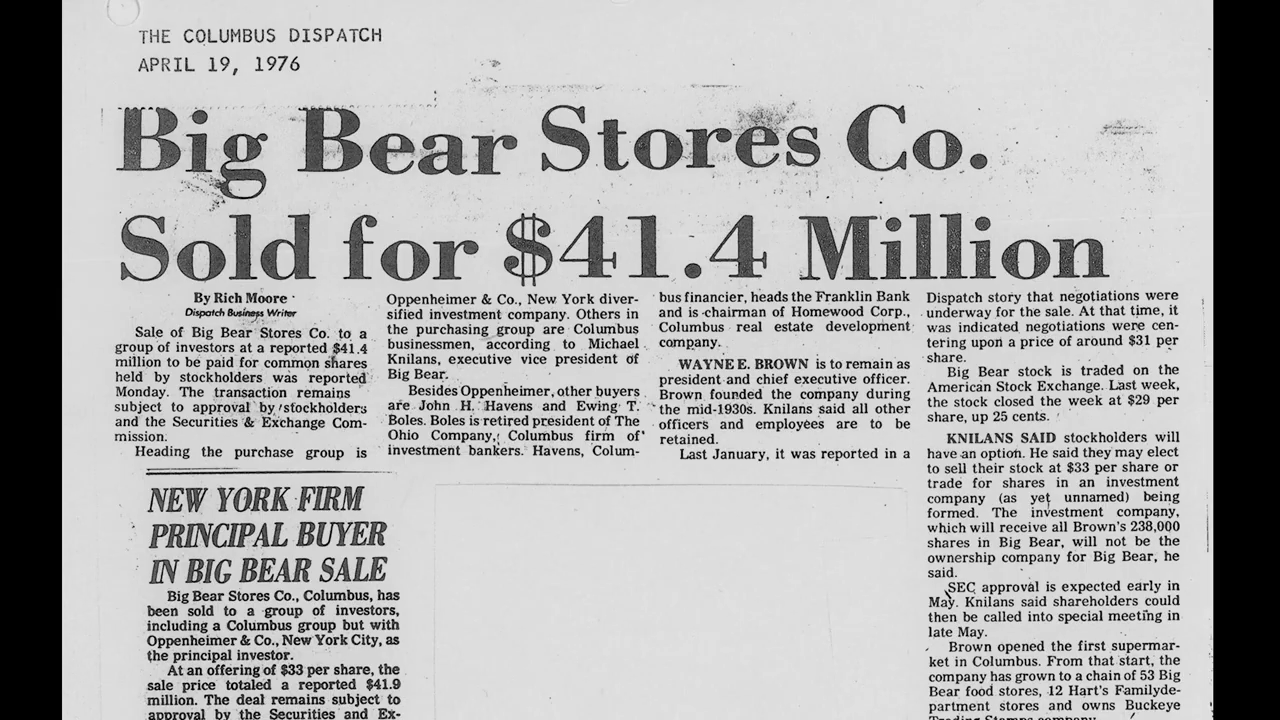 THE COLUMBUS DISPATCH
APRIL 19, 1976
Big Bear Stores Co.
Sold for $41.4 Million
By Rich Moore
Dispatch Business Writer
Sale of Big Bear Stores Co. to a
group of investors at a reported $41.4
million to be paid for common shares
held by stockholders was reported
Monday. The transaction remains
subject to approval by stockholders
and the Securities & Exchange Com-
mission.
Heading the purchase group is
Oppenheimer & Co., New York diver-
sified investment company. Others in
the purchasing group are Columbus
businessmen, according to Michael
Knilans, executive vice president of
Big Bear.
Besides Oppenheimer, other buyers
are John H. Havens and Ewing T.
Boles. Boles is retired president of The
Ohio Company, Columbus firm of
investment bankers. Havens, Colum-
bus financier, heads the Franklin Bank
and is chairman of Homewood Corp.,
Columbus real estate development
company.
WAYNE E. BROWN is to remain as
president and chief executive officer.
Brown founded the company during
the mid-1930s. Knilans said all other
officers and employees are to be
retained.
Last January, it was reported in a
Dispatch story that negotiations were
underway for the sale. At that time, it
was indicated negotiations were cen-
tering upon a price of around $31 per
share.
Big Bear stock is traded on the
American Stock Exchange. Last week,
the stock closed the week at $29 per
share, up 25 cents.
KNILANS SAID stockholders will
have an option. He said they may elect
to sell their stock at $33 per share or
trade for shares in an investment
company (as yet unnamed) being
formed. The investment company,
which will receive all Brown's 238,000
shares in Big Bear, will not be the
ownership company for Big Bear, he
said.
SEC approval is expected early in
May. Knilans said shareholders could
then be called into special meeting in
late May.
Brown opened the first supermar-
ket in Columbus. From that start, the
company has grown to a chain of 53 Big
Bear food stores, 12 Hart's Familyde-
partment stores and owns Buckeye
Trading Stamps company.
NEW YORK FIRM
PRINCIPAL BUYER
IN BIG BEAR SALE
Big Bear Stores Co., Columbus, has
been sold to a group of investors,
including a Columbus group but with
Oppenheimer & Co., New York City, as
the principal investor.
At an offering of $33 per share, the
sale price totaled a reported $41.9
million. The deal remains subject to
approval by the Securities and Ex-